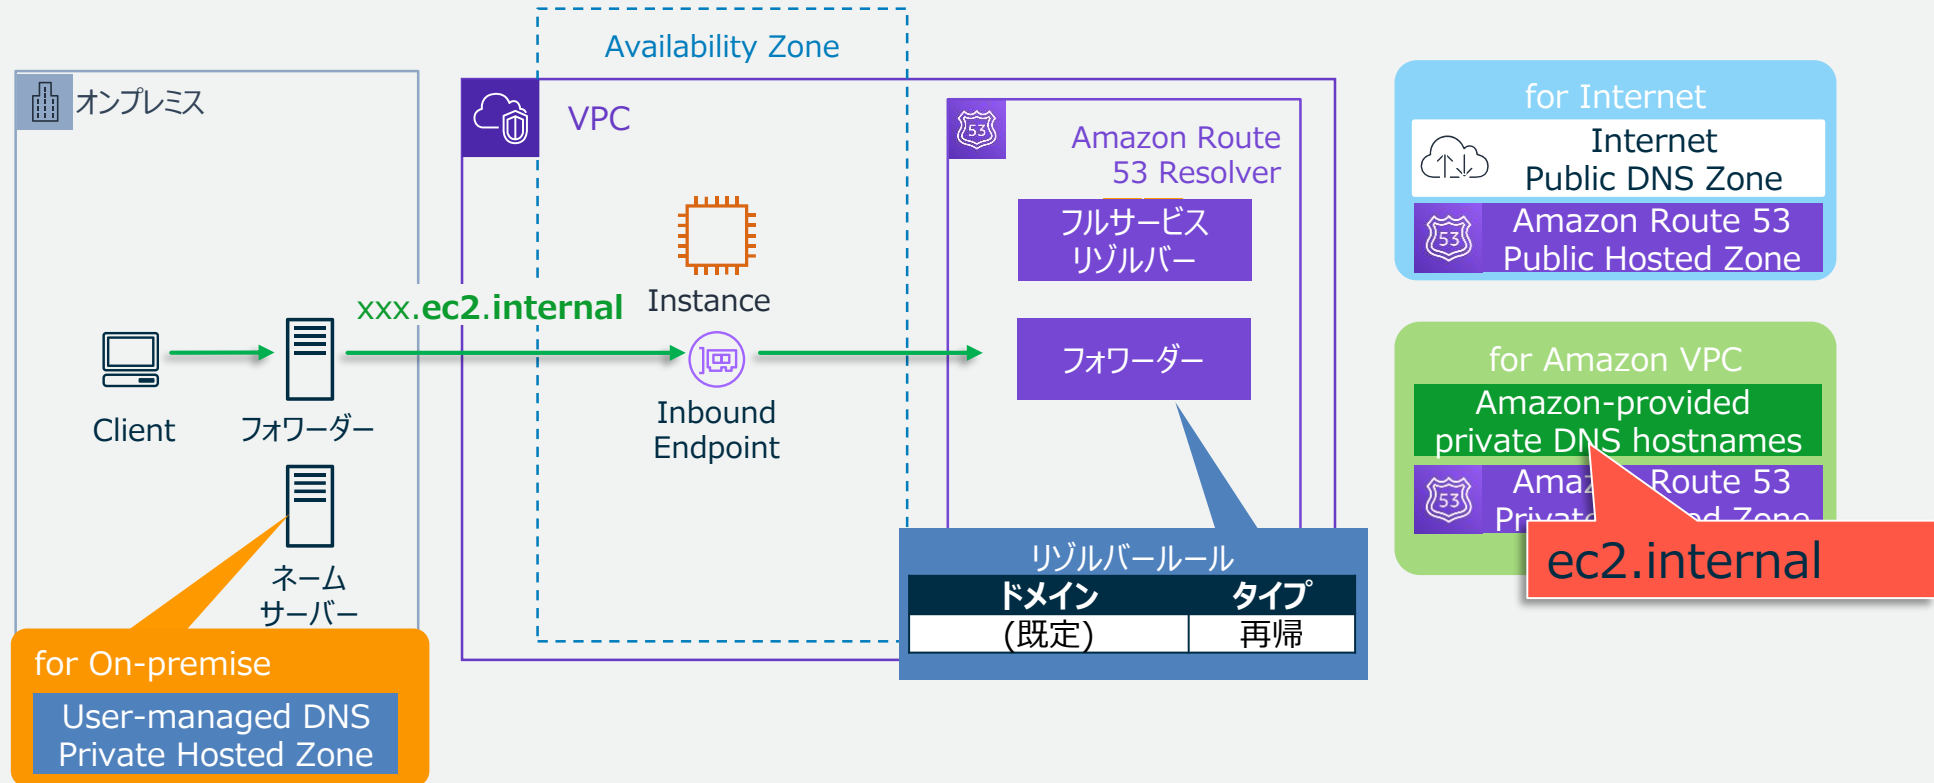 Availability Zone
オンプレミス
VPC
53
Amazon Route
53 Resolver
フルサービス
リゾルバー
フォワーダー
xxx.ec2.internal
Instance
Inbound
Endpoint
Client
フォワーダー
ネーム
サーバー
for On-premise
User-managed DNS
Private Hosted Zone
リゾルバールール
ドメイン タイプ
(既定) 再帰
for Internet
Internet
Public DNS Zone
53
Amazon Route 53
Public Hosted Zone
for Amazon VPC
Amazon-provided
private DNS hostnames
53
Route 53
Zone
ec2.internal